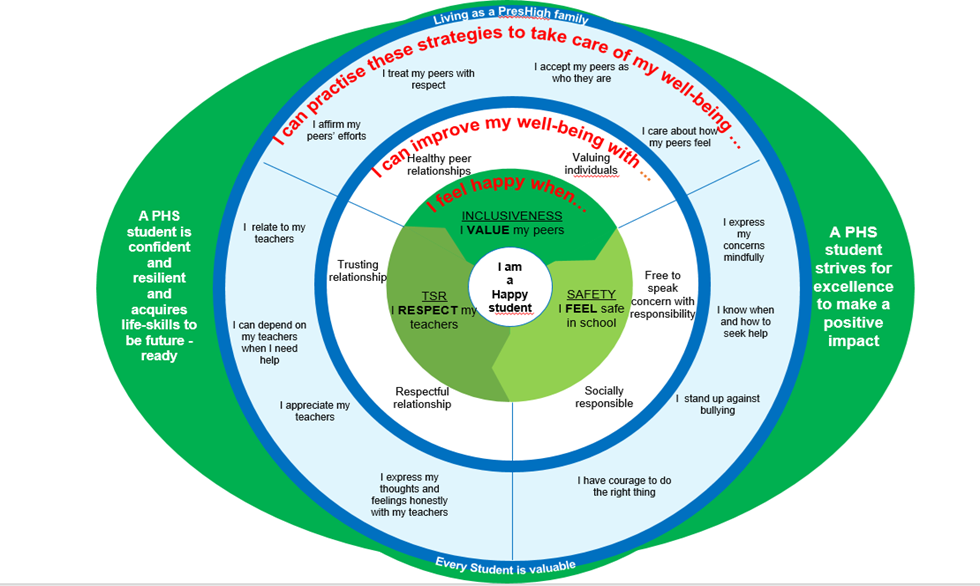 Living as a PresHigh family
I can practise these strategies to take care of my well-being ...
I treat my peers with
respect
I accept my peers as
who they are
I affirm my
peers' efforts
I care about how
my peers feel
I can improve my well-being with...
Healthy peer
relationships
Valuing
individuals
I feel happy when...
INCLUSIVENESS
I VALUE my peers
A PHS
student is
confident
and
resilient
and
acquires
life-skills to
be future -
ready
I relate to my
teachers
I can depend on
my teachers
when I need
help
I appreciate my
teachers
I express my
thoughts and
feelings honestly
with my teachers
Trusting
relationship
Respectful
relationship
TSR
I RESPECT my
teachers
I am
a
Happy
student
SAFETY
I FEEL safe
in school
Free to
speak
concern with
responsibility
Socially
responsible
I express
my
concerns
mindfully
I know when
and how to
seek help
I stand up against
bullying
I have courage to do
the right thing
A PHS
student
strives for
excellence
to make a
positive
impact
Every Student is valuable